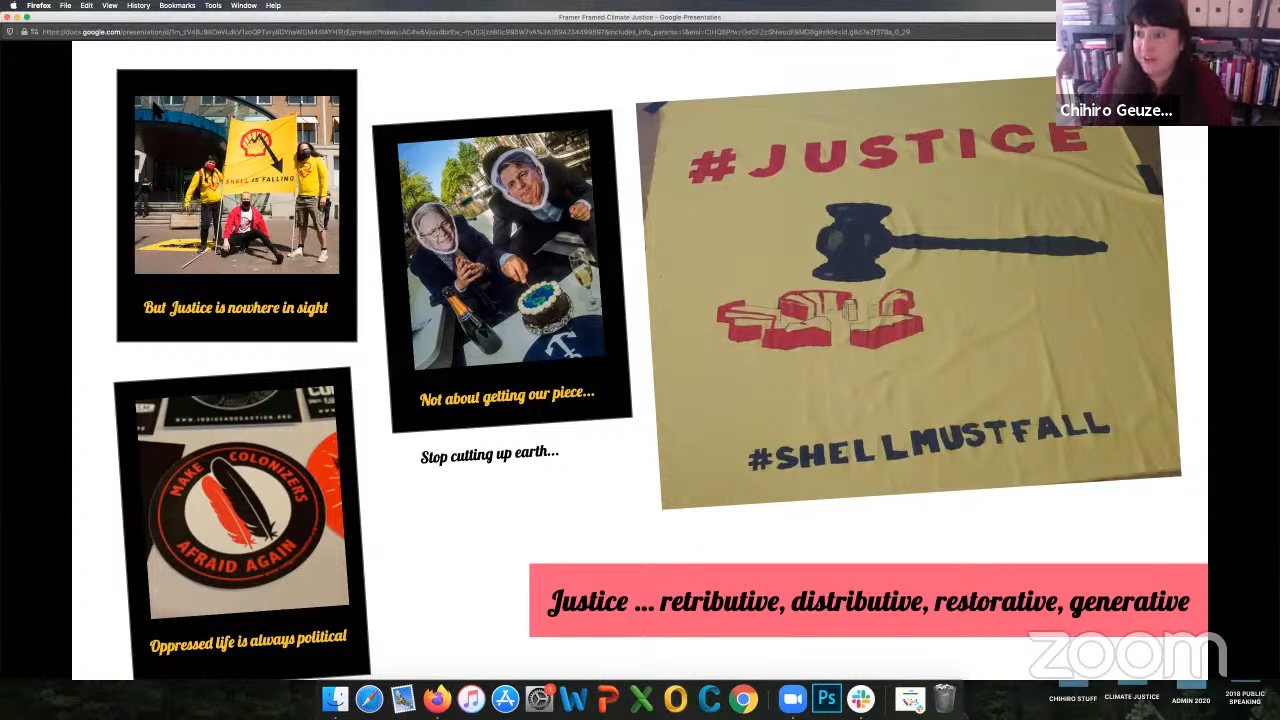 Firefox File Edit View History Bookmarks Tools Window Help
Framer Framed Climate Justice - Google Presentaties
Chihiro Geuze...
SHELL IS FALLING
But Justice is nowhere in sight
Not about getting our piece...
Stop cutting up earth...
#JUSTICE
#SHELLMUSTFALL
MAKE COLONIZERS
AFRAID AGAIN
Oppressed life is always political
Justice ... retributive, distributive, restorative, generative
zoom
CHIHIRO STUFF
CLIMATE JUSTICE
ADMIN 2020
2018 PUBLIC
SPEAKING